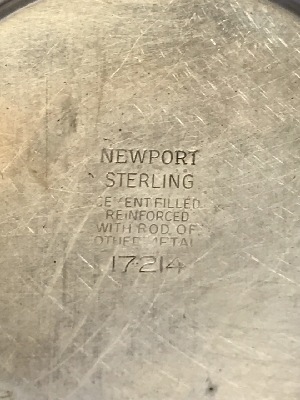 NEWPORT
STERLING
CEMENT FILLED
REINFORCED
WITH ROD OF
OTHER METAL
17214